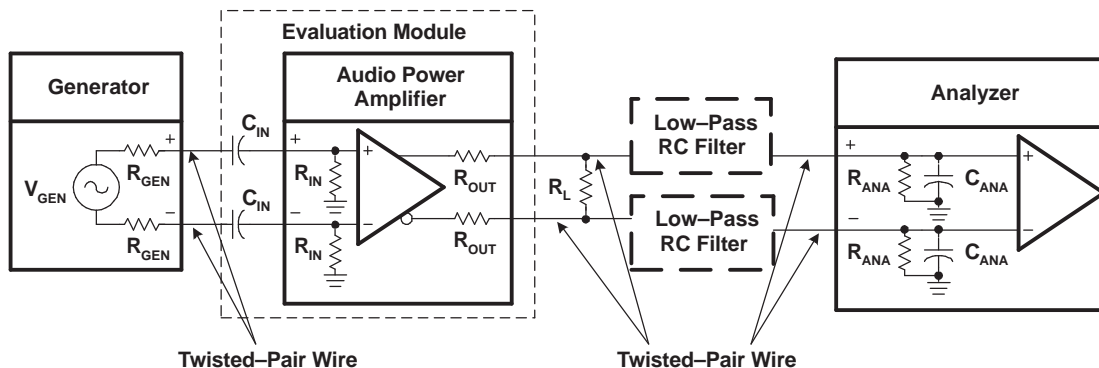 Evaluation Module
Generator
Audio Power
Amplifier
Analyzer
Low–Pass
RC Filter
Low–Pass
RC Filter
V_GEN
R_GEN
R_GEN
+
–
C_IN
C_IN
+
–
R_IN
R_IN
+
–
R_OUT
R_OUT
R_L
+
–
R_ANA
R_ANA
C_ANA
C_ANA
+
–
Twisted–Pair Wire
Twisted–Pair Wire